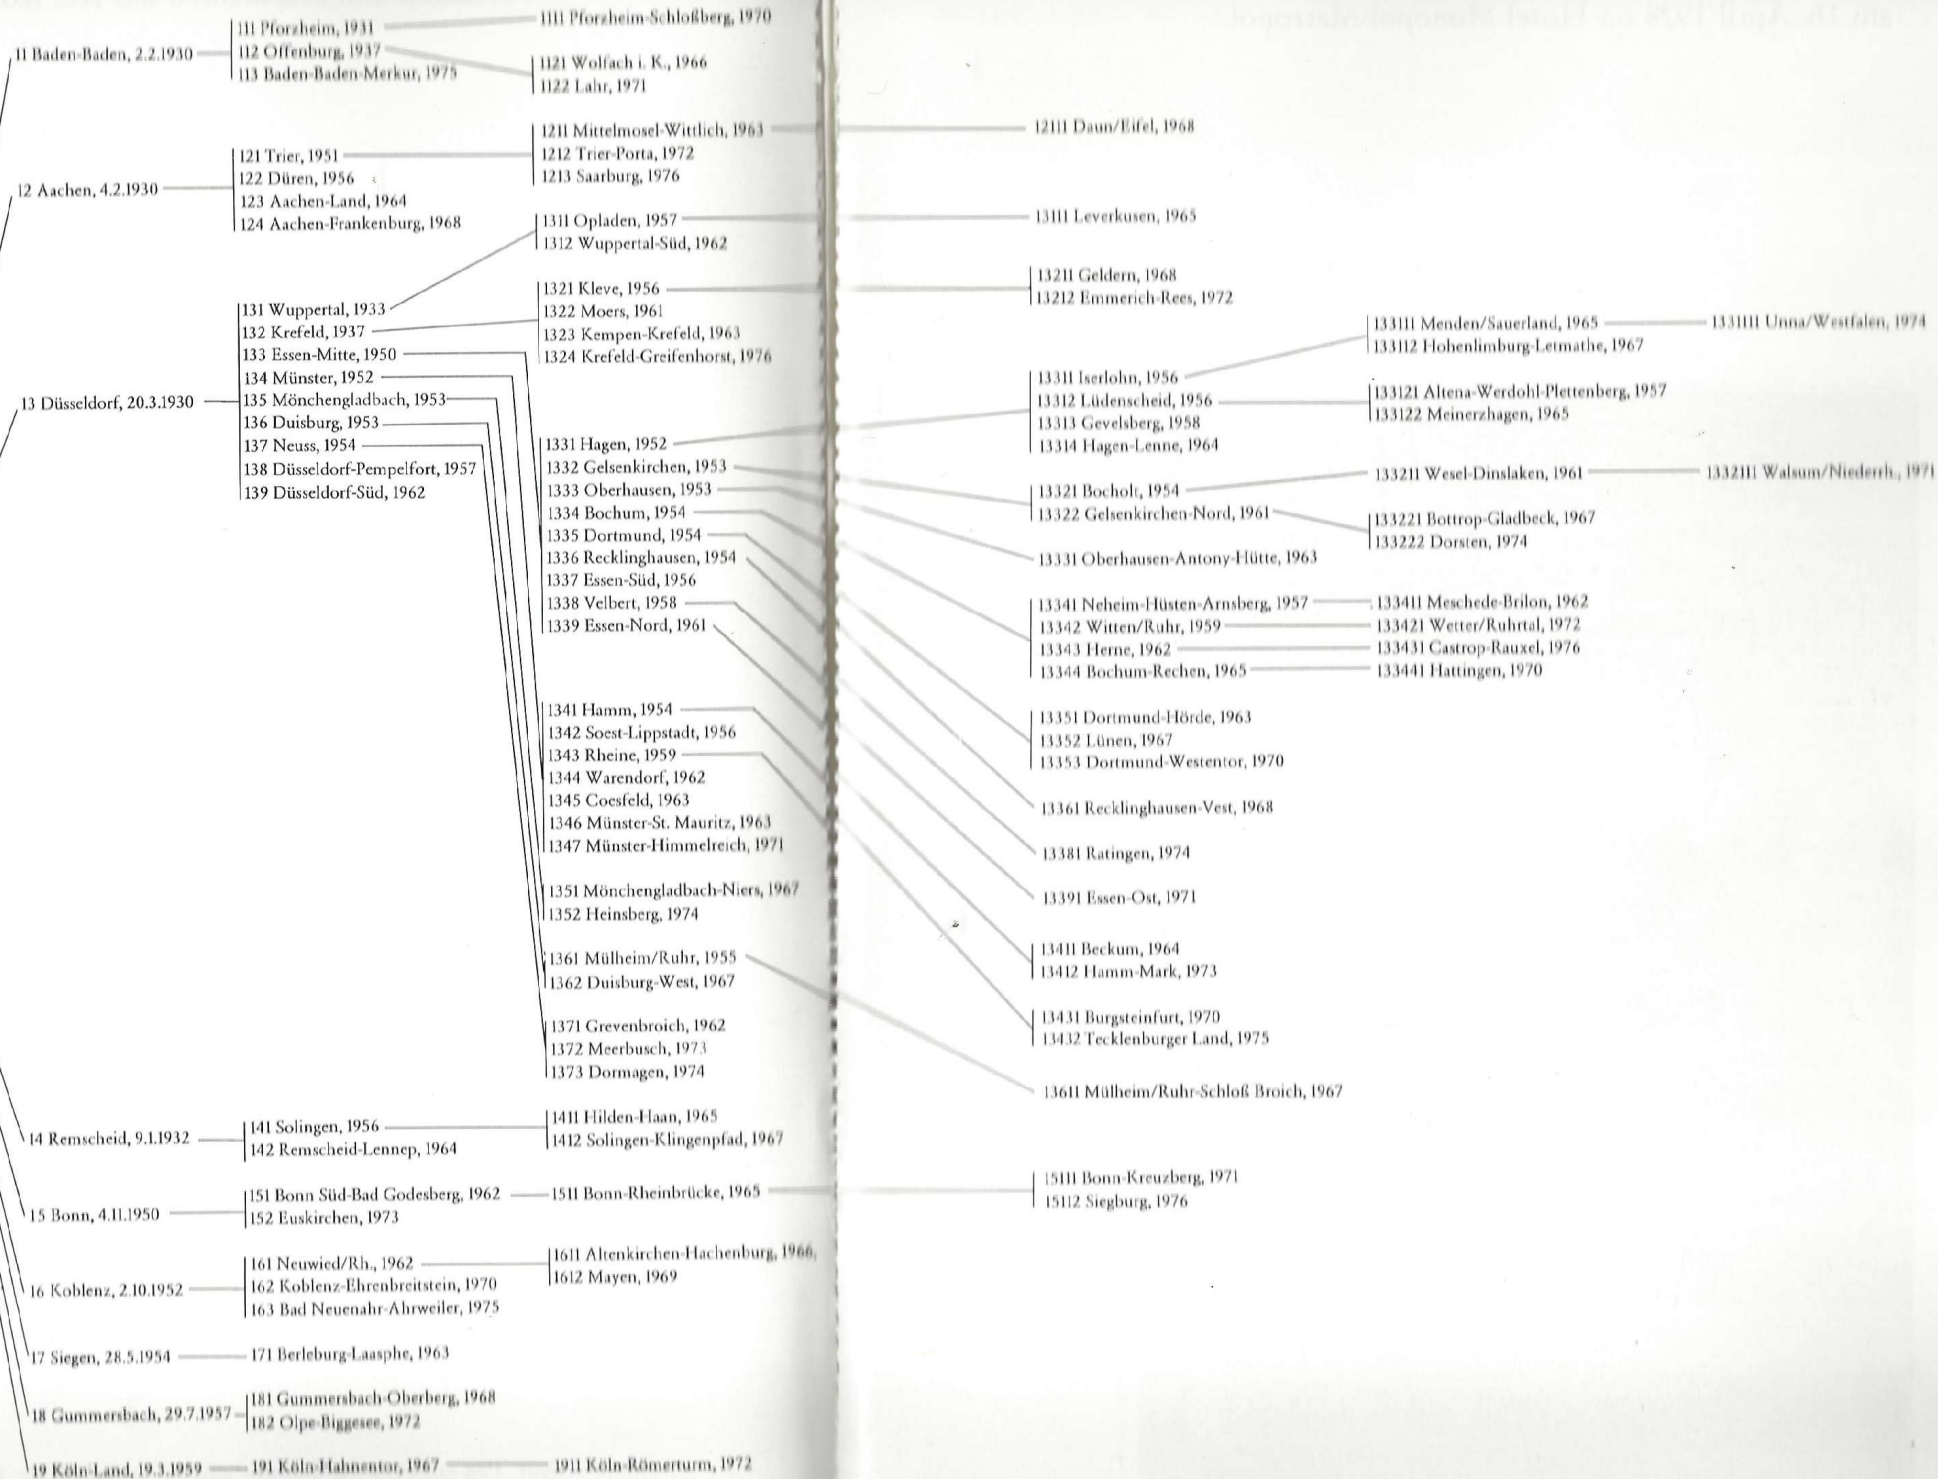 11 Baden-Baden, 2.2.1930
111 Pforzheim, 1931
112 Offenburg, 1937
113 Baden-Baden-Merkur, 1975
1111 Pforzheim-Schloßberg, 1970
1121 Wolfach i. K., 1966
1122 Lahr, 1971
12 Aachen, 4.2.1930
121 Trier, 1951
122 Düren, 1956
123 Aachen-Land, 1964
124 Aachen-Frankenburg, 1968
1211 Mittelmosel-Wittlich, 1963
1212 Trier-Porta, 1972
1213 Saarburg, 1976
12111 Daun/Eifel, 1968
13 Düsseldorf, 20.3.1930
131 Wuppertal, 1933
132 Krefeld, 1937
133 Essen-Mitte, 1950
134 Münster, 1952
135 Mönchengladbach, 1953
136 Duisburg, 1953
137 Neuss, 1954
138 Düsseldorf-Pempelfort, 1957
139 Düsseldorf-Süd, 1962
1311 Opladen, 1957
1312 Wuppertal-Süd, 1962
1321 Kleve, 1956
1322 Moers, 1961
1323 Kempen-Krefeld, 1963
1324 Krefeld-Greifenhorst, 1976
1331 Hagen, 1952
1332 Gelsenkirchen, 1953
1333 Oberhausen, 1953
1334 Bochum, 1954
1335 Dortmund, 1954
1336 Recklinghausen, 1954
1337 Essen-Süd, 1956
1338 Velbert, 1958
1339 Essen-Nord, 1961
1341 Hamm, 1954
1342 Soest-Lippstadt, 1956
1343 Rheine, 1959
1344 Warendorf, 1962
1345 Coesfeld, 1963
1346 Münster-St. Mauritz, 1963
1347 Münster-Himmelreich, 1971
1351 Mönchengladbach-Niers, 1967
1352 Heinsberg, 1974
1361 Mülheim/Ruhr, 1955
1362 Duisburg-West, 1967
1371 Grevenbroich, 1962
1372 Meerbusch, 1973
1373 Dormagen, 1974
13111 Leverkusen, 1965
13211 Geldern, 1968
13212 Emmerich-Rees, 1972
13311 Iserlohn, 1956
13312 Lüdenscheid, 1956
13313 Gevelsberg, 1958
13314 Hagen-Lenne, 1964
13321 Bocholt, 1954
13322 Gelsenkirchen-Nord, 1961
13331 Oberhausen-Antony-Hütte, 1963
13341 Neheim-Hüsten-Arnsberg, 1957
13342 Witten/Ruhr, 1959
13343 Herne, 1962
13344 Bochum-Rechen, 1965
13351 Dortmund-Hörde, 1963
13352 Lünen, 1967
13353 Dortmund-Westentor, 1970
13361 Recklinghausen-Vest, 1968
13381 Ratingen, 1974
13391 Essen-Ost, 1971
13411 Beckum, 1964
13412 Hamm-Mark, 1973
13431 Burgsteinfurt, 1970
13432 Tecklenburger Land, 1975
13611 Mülheim/Ruhr-Schloß Broich, 1967
133111 Menden/Sauerland, 1965
133112 Hohenlimburg-Letmathe, 1967
133121 Altena-Werdohl-Plettenberg, 1957
133122 Meinerzhagen, 1965
133211 Wesel-Dinslaken, 1961
133221 Bottrop-Gladbeck, 1967
133222 Dorsten, 1974
133411 Meschede-Brilon, 1962
133421 Wetter/Ruhrtal, 1972
133431 Castrop-Rauxel, 1976
133441 Hattingen, 1970
1331111 Unna/Westfalen, 1974
1332111 Walsum/Niederrh., 1971
14 Remscheid, 9.1.1932
141 Solingen, 1956
142 Remscheid-Lennep, 1964
1411 Hilden-Haan, 1965
1412 Solingen-Klingenpfad, 1967
15 Bonn, 4.11.1950
151 Bonn Süd-Bad Godesberg, 1962
152 Euskirchen, 1973
1511 Bonn-Rheinbrücke, 1965
15111 Bonn-Kreuzberg, 1971
15112 Siegburg, 1976
16 Koblenz, 2.10.1952
161 Neuwied/Rh., 1962
162 Koblenz-Ehrenbreitstein, 1970
163 Bad Neuenahr-Ahrweiler, 1975
1611 Altenkirchen-Hachenburg, 1966,
1612 Mayen, 1969
17 Siegen, 28.5.1954
171 Berleburg-Laasphe, 1963
18 Gummersbach, 29.7.1957
181 Gummersbach-Oberberg, 1968
182 Olpe-Biggesee, 1972
19 Köln-Land, 19.3.1959
191 Köln-Hahnentor, 1967
1911 Köln-Römerturm, 1972